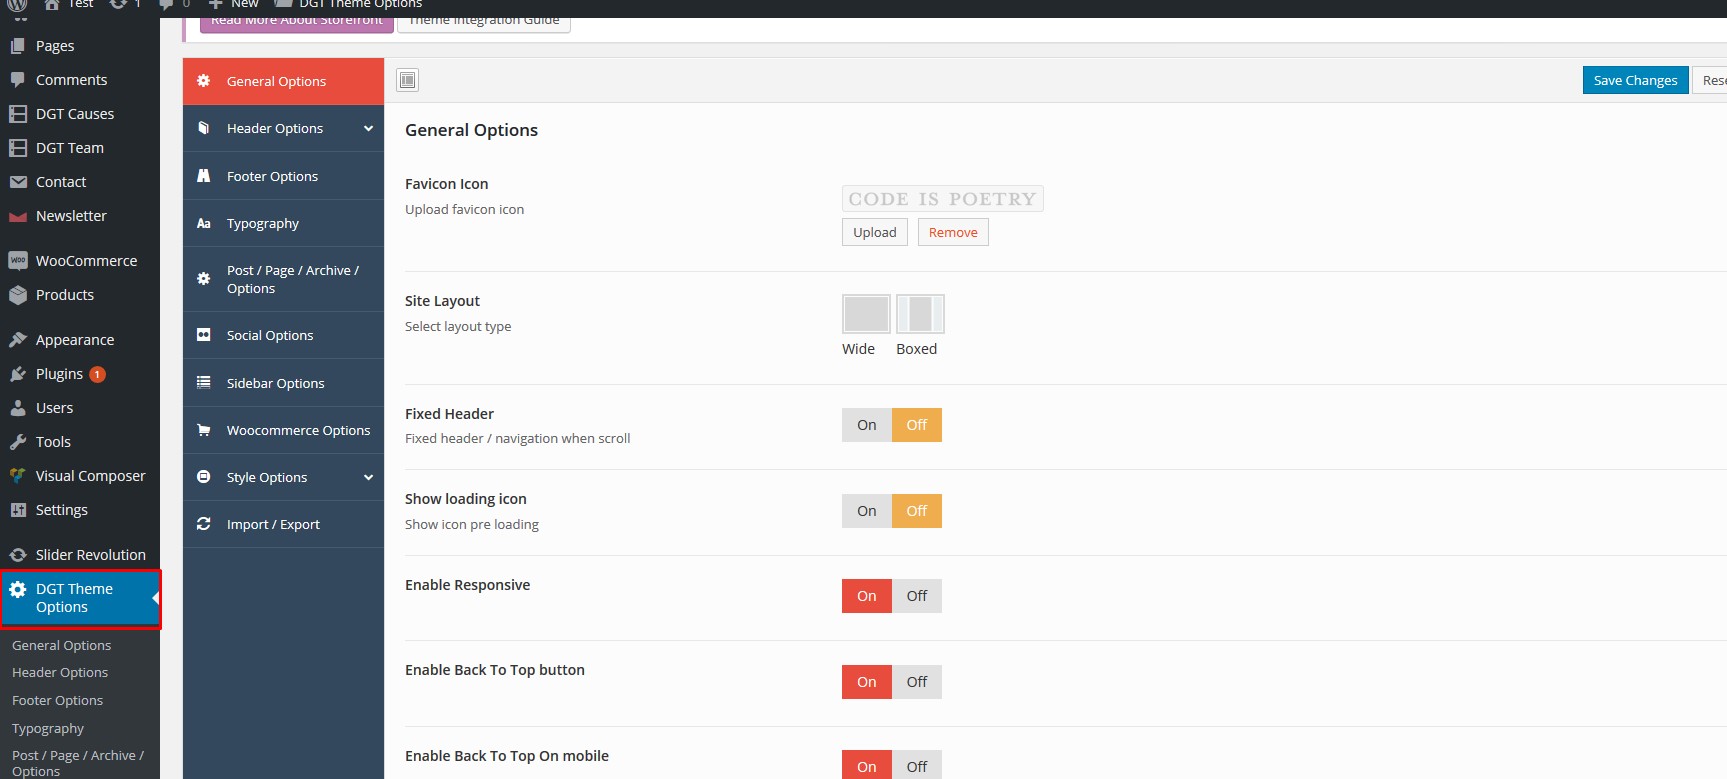 Test
1
0
New
DGT Theme Options
Read More About Storefront
Theme Integration Guide
Pages
Comments
DGT Causes
DGT Team
Contact
Newsletter
WOO
WooCommerce
Products
Appearance
Plugins 1
Users
Tools
Visual Composer
Settings
Slider Revolution
DGT Theme
Options
General Options
Header Options
Footer Options
Typography
Post / Page / Archive /
Options
General Options
Header Options
Footer Options
Aa Typography
Post / Page / Archive /
Options
Social Options
Sidebar Options
Woocommerce Options
Style Options
Import / Export
Save Changes
Rese
General Options
Favicon Icon
Upload favicon icon
CODE IS POETRY
Upload
Remove
Site Layout
Select layout type
Wide
Boxed
Fixed Header
Fixed header / navigation when scroll
On Off
Show loading icon
Show icon pre loading
On Off
Enable Responsive
On Off
Enable Back To Top button
On Off
Enable Back To Top On mobile
On Off